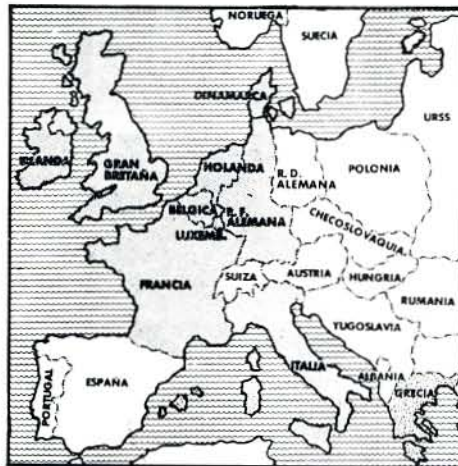 NORUEGA
SUECIA
DINAMARCA
URSS
IRLANDA
GRAN
BRETAÑA
HOLANDA
R. D.
ALEMANA
POLONIA
BELGICA
R. F.
ALEMANA
LUXEMB.
CHECOSLOVAQUIA
FRANCIA
SUIZA
AUSTRIA
HUNGRIA
RUMANIA
YUGOSLAVIA
PORTUGAL
ESPAÑA
ITALIA
ALBANIA
GRECIA